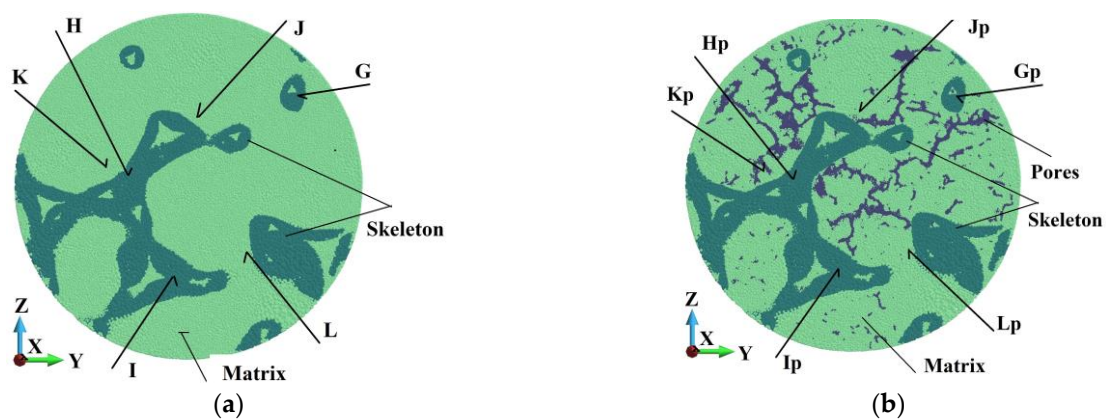 H
J
K
G
Skeleton
L
I
Matrix
Z
X
Y
(a)
Jp
Hp
Gp
Kp
Pores
Skeleton
Lp
Ip
Matrix
Z
X
Y
(b)